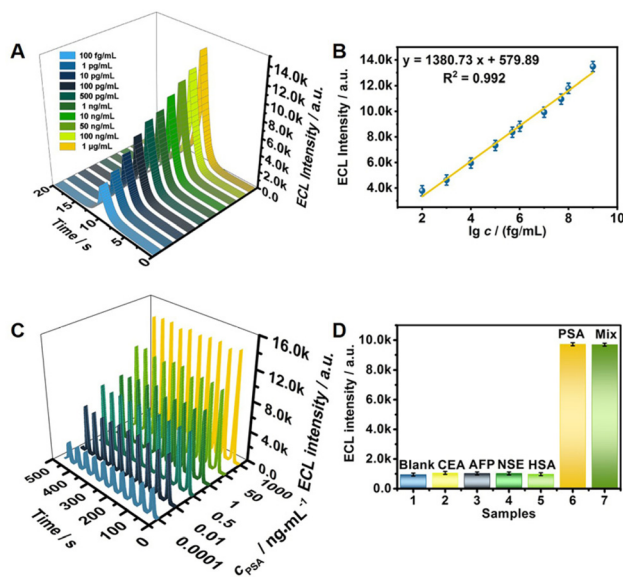 A
100 fg/mL
1 pg/mL
10 pg/mL
100 pg/mL
500 pg/mL
1 ng/mL
10 ng/mL
50 ng/mL
100 ng/mL
1 µg/mL
14.0k
12.0k
10.0k
8.0k
6.0k
4.0k
2.0k
0.0
ECL Intensity / a.u.
20
15
10
5
0
Time / s
B
y = 1380.73 x + 579.89
R² = 0.992
14.0k
12.0k
10.0k
8.0k
6.0k
4.0k
ECL Intensity / a.u.
2 3 4 5 6 7 8 9
lg c / (fg/mL)
C
16.0k
12.0k
8.0k
4.0k
0.0
ECL intensity / a.u.
500
400
300
200
100
0
Time / s
1000
50
1
0.5
0.01
0.0001
cPSA / ng·mL⁻¹
D
10.0k
8.0k
6.0k
4.0k
2.0k
0.0
ECL intensity / a.u.
PSA Mix
Blank CEA AFP NSE HSA
1 2 3 4 5 6 7
Samples